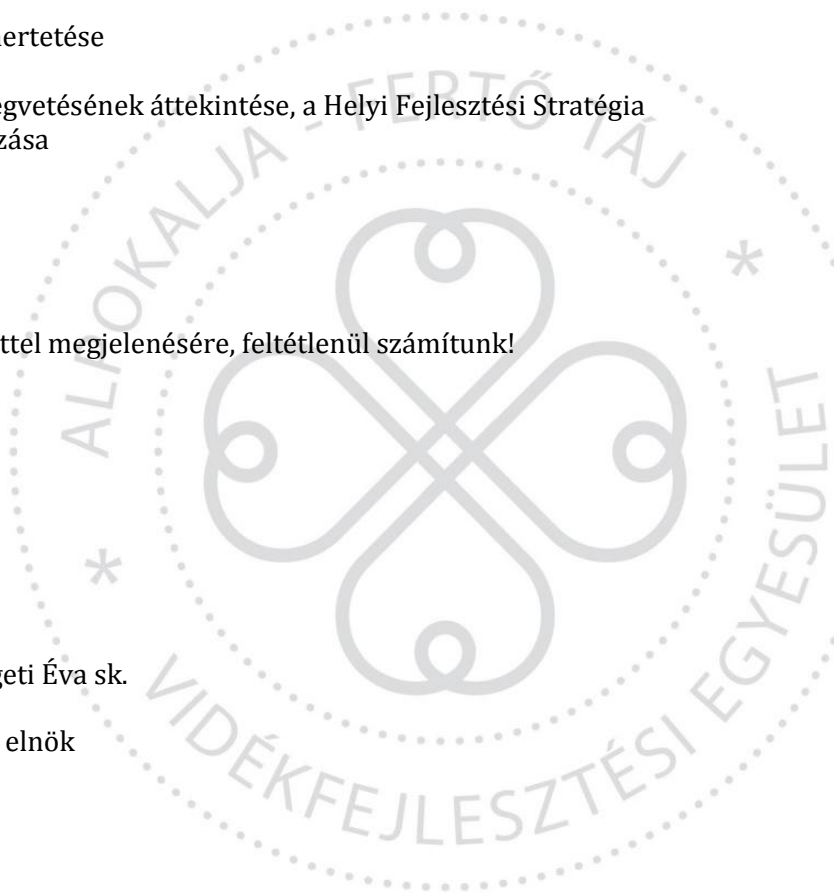 ertetése
gvetésének áttekintése, a Helyi Fejlesztési Stratégia
zása
ALPOKALJA - FERTŐ TÁJ
ttel megjelenésére, feltétlenül számítunk!
* VIDÉKFEJLESZTÉSI EGYESÜLET *
geti Éva sk.
elnök